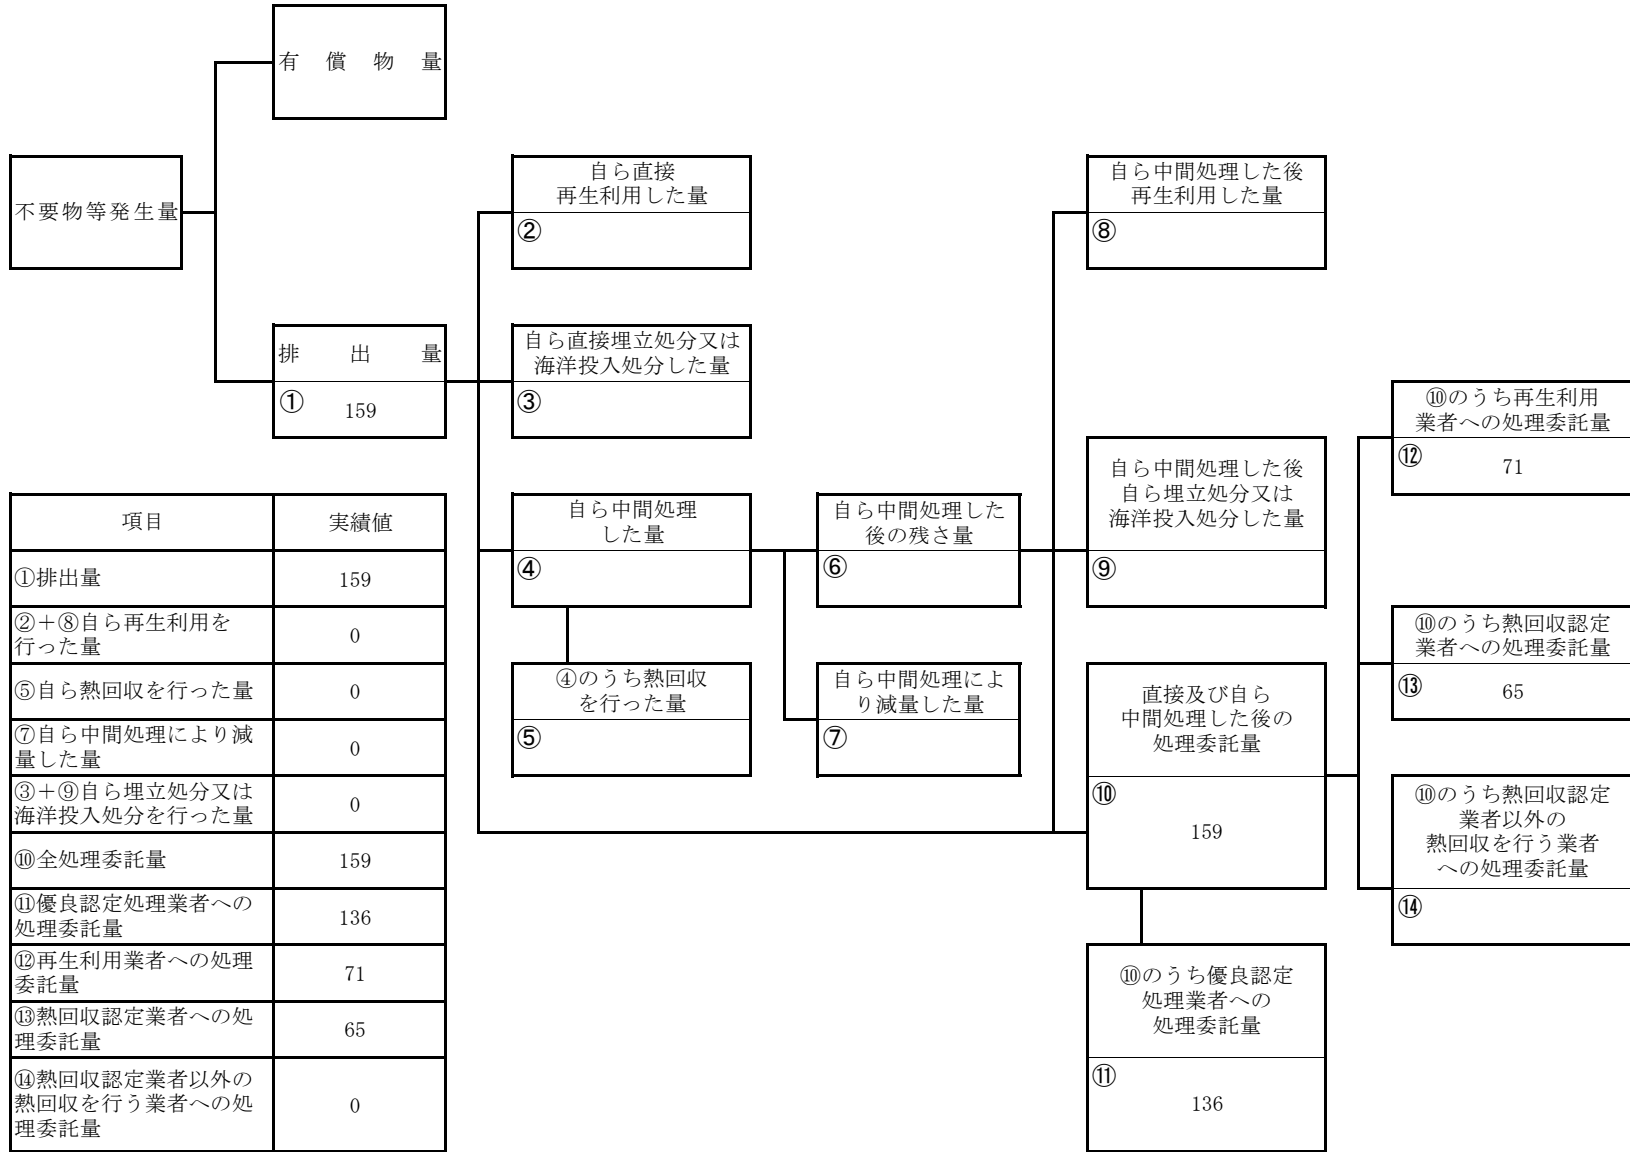 有償物量
不要物等発生量
自ら直接
再生利用した量
②
自ら中間処理した後
再生利用した量
⑧
排出量
① 159
自ら直接埋立処分又は
海洋投入処分した量
③
⑩のうち再生利用
業者への処理委託量
⑫ 71
自ら中間処理
した量
④
自ら中間処理した
後の残さ量
⑥
自ら中間処理した後
自ら埋立処分又は
海洋投入処分した量
⑨
⑩のうち熱回収認定
業者への処理委託量
⑬ 65
④のうち熱回収
を行った量
⑤
自ら中間処理によ
り減量した量
⑦
直接及び自ら
中間処理した後の
処理委託量
⑩
159
⑩のうち熱回収認定
業者以外の
熱回収を行う業者
への処理委託量
⑭
⑩のうち優良認定
処理業者への
処理委託量
⑪
136
項目 実績値
①排出量 159
②+⑧自ら再生利用を
行った量 0
⑤自ら熱回収を行った量 0
⑦自ら中間処理により減
量した量 0
③+⑨自ら埋立処分又は
海洋投入処分を行った量 0
⑩全処理委託量 159
⑪優良認定処理業者への
処理委託量 136
⑫再生利用業者への処理
委託量 71
⑬熱回収認定業者への処
理委託量 65
⑭熱回収認定業者以外の
熱回収を行う業者への処
理委託量 0